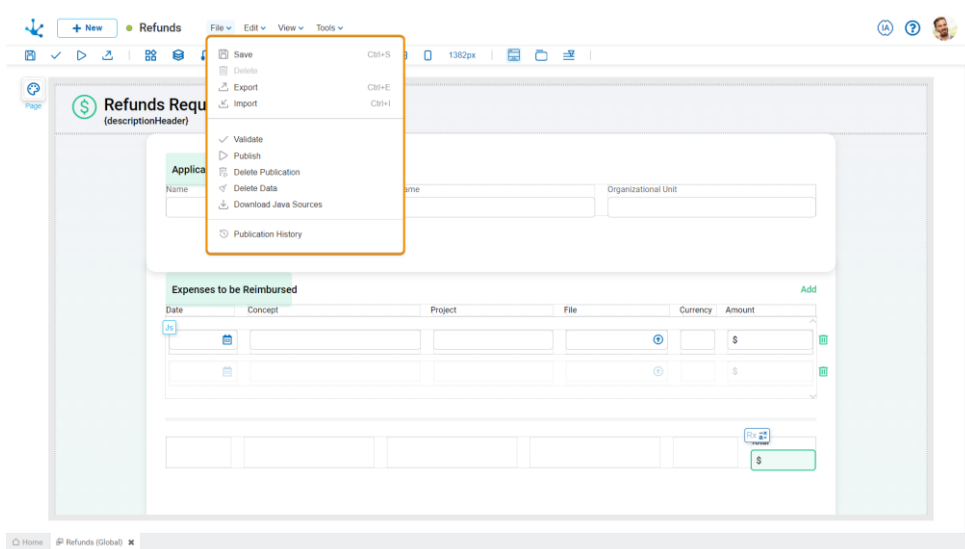 + New
Refunds
File
Edit
View
Tools
IA
?
1382px
Page
Save Ctrl+S
Delete
Export Ctrl+E
Import Ctrl+I
Validate
Publish
Delete Publication
Delete Data
Download Java Sources
Publication History
$
Refunds Requ
{descriptionHeader}
Applica
Name
ame
Organizational Unit
Expenses to be Reimbursed
Add
Date
Concept
Project
File
Currency
Amount
Js
$
$
Rx
Total
$
Home
Refunds (Global)